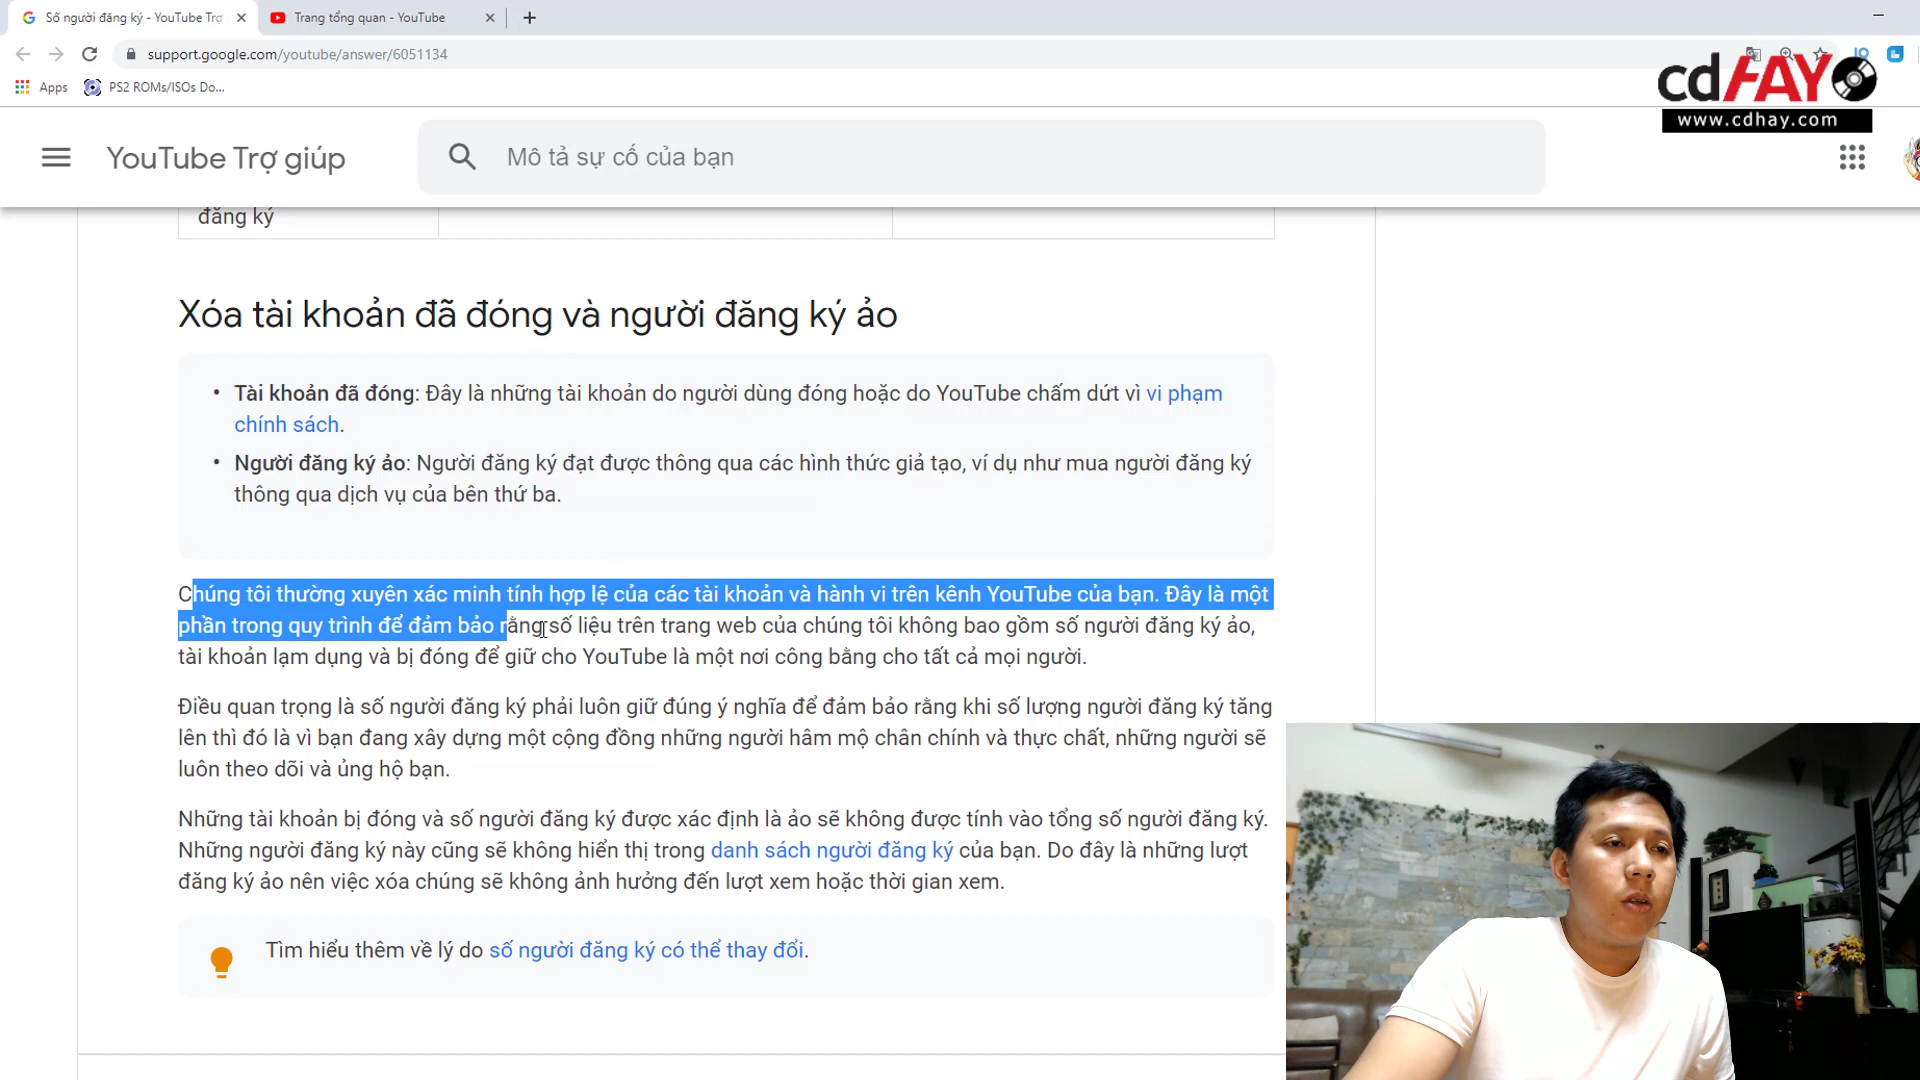 Số người đăng ký - YouTube Trợ
Trang tổng quan - YouTube
support.google.com/youtube/answer/6051134
Apps
PS2 ROMs/ISOs Do...
cdHAY
www.cdhay.com
YouTube Trợ giúp
Mô tả sự cố của bạn
đăng ký
Xóa tài khoản đã đóng và người đăng ký ảo
• Tài khoản đã đóng: Đây là những tài khoản do người dùng đóng hoặc do YouTube chấm dứt vì vi phạm
chính sách.
• Người đăng ký ảo: Người đăng ký đạt được thông qua các hình thức giả tạo, ví dụ như mua người đăng ký
thông qua dịch vụ của bên thứ ba.
Chúng tôi thường xuyên xác minh tính hợp lệ của các tài khoản và hành vi trên kênh YouTube của bạn. Đây là một
phần trong quy trình để đảm bảo rằng số liệu trên trang web của chúng tôi không bao gồm số người đăng ký ảo,
tài khoản lạm dụng và bị đóng để giữ cho YouTube là một nơi công bằng cho tất cả mọi người.
Điều quan trọng là số người đăng ký phải luôn giữ đúng ý nghĩa để đảm bảo rằng khi số lượng người đăng ký tăng
lên thì đó là vì bạn đang xây dựng một cộng đồng những người hâm mộ chân chính và thực chất, những người sẽ
luôn theo dõi và ủng hộ bạn.
Những tài khoản bị đóng và số người đăng ký được xác định là ảo sẽ không được tính vào tổng số người đăng ký.
Những người đăng ký này cũng sẽ không hiển thị trong danh sách người đăng ký của bạn. Do đây là những lượt
đăng ký ảo nên việc xóa chúng sẽ không ảnh hưởng đến lượt xem hoặc thời gian xem.
Tìm hiểu thêm về lý do số người đăng ký có thể thay đổi.